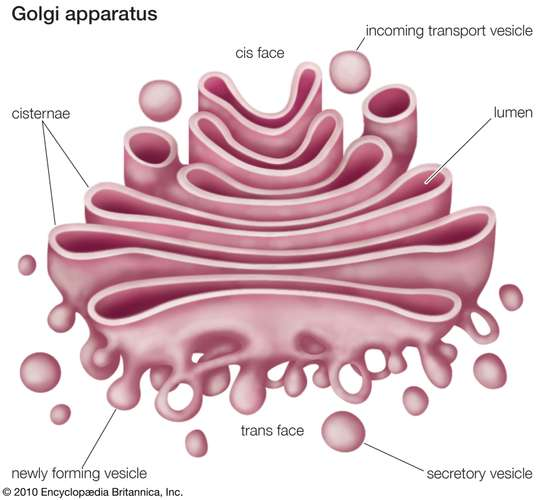 Golgi apparatus
incoming transport vesicle
cis face
cisternae
lumen
trans face
newly forming vesicle
secretory vesicle
© 2010 Encyclopædia Britannica, Inc.